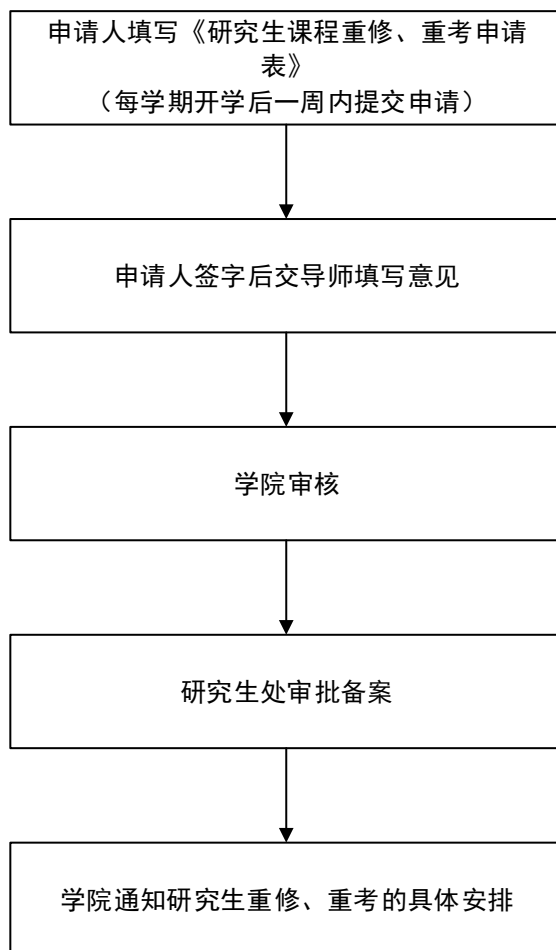 申请人填写《研究生课程重修、重考申请
表》
（每学期开学后一周内提交申请）
申请人签字后交导师填写意见
学院审核
研究生处审批备案
学院通知研究生重修、重考的具体安排